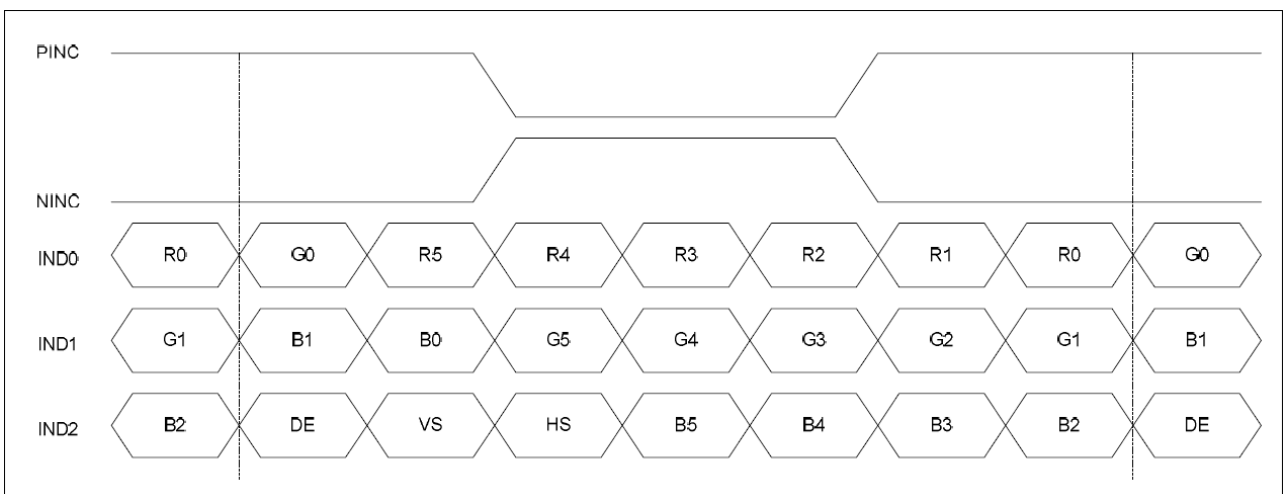 PINC
NINC
IND0 R0 G0 R5 R4 R3 R2 R1 R0 G0
IND1 G1 B1 B0 G5 G4 G3 G2 G1 B1
IND2 B2 DE VS HS B5 B4 B3 B2 DE